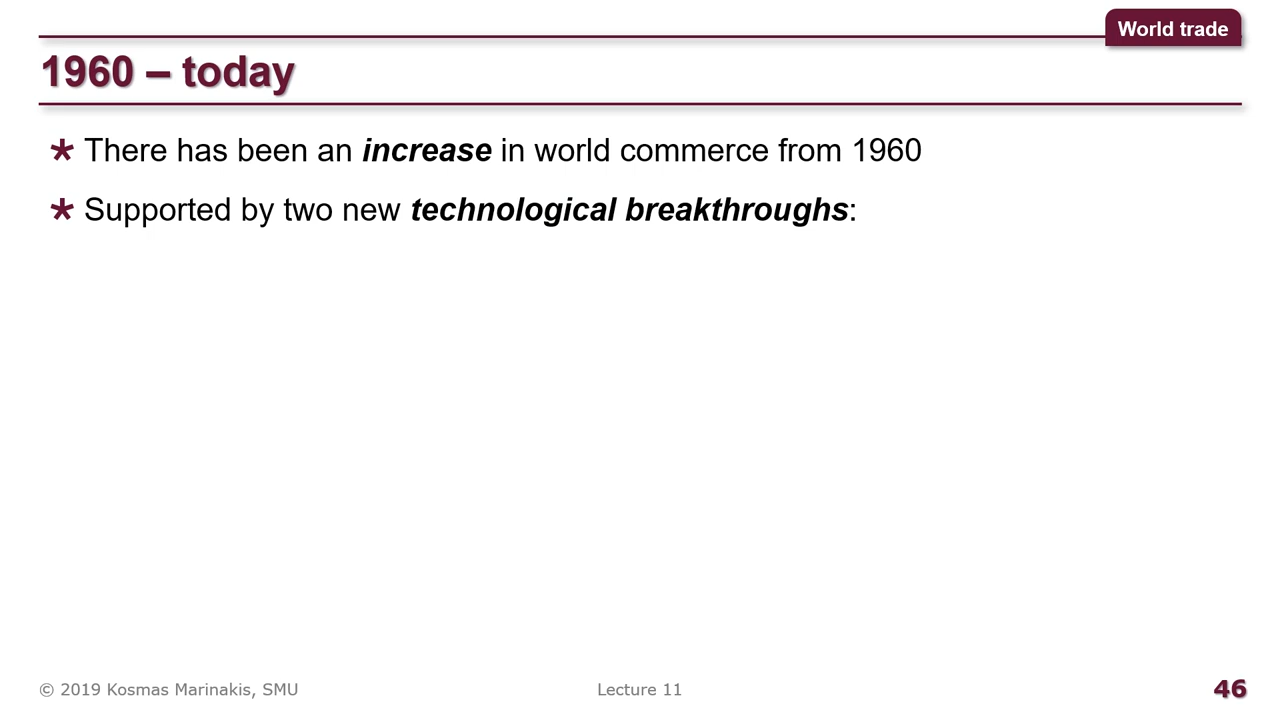 World trade
1960 – today
* There has been an increase in world commerce from 1960
* Supported by two new technological breakthroughs:
© 2019 Kosmas Marinakis, SMU
Lecture 11
46